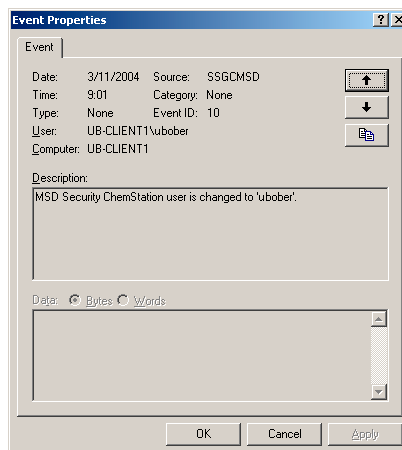 Event Properties
Event
Date: 3/11/2004 Source: SSGCMSD
Time: 9:01 Category: None
Type: None Event ID: 10
User: UB-CLIENT1\ubober
Computer: UB-CLIENT1
Description:
MSD Security ChemStation user is changed to 'ubober'.
Data: Bytes Words
OK Cancel Apply